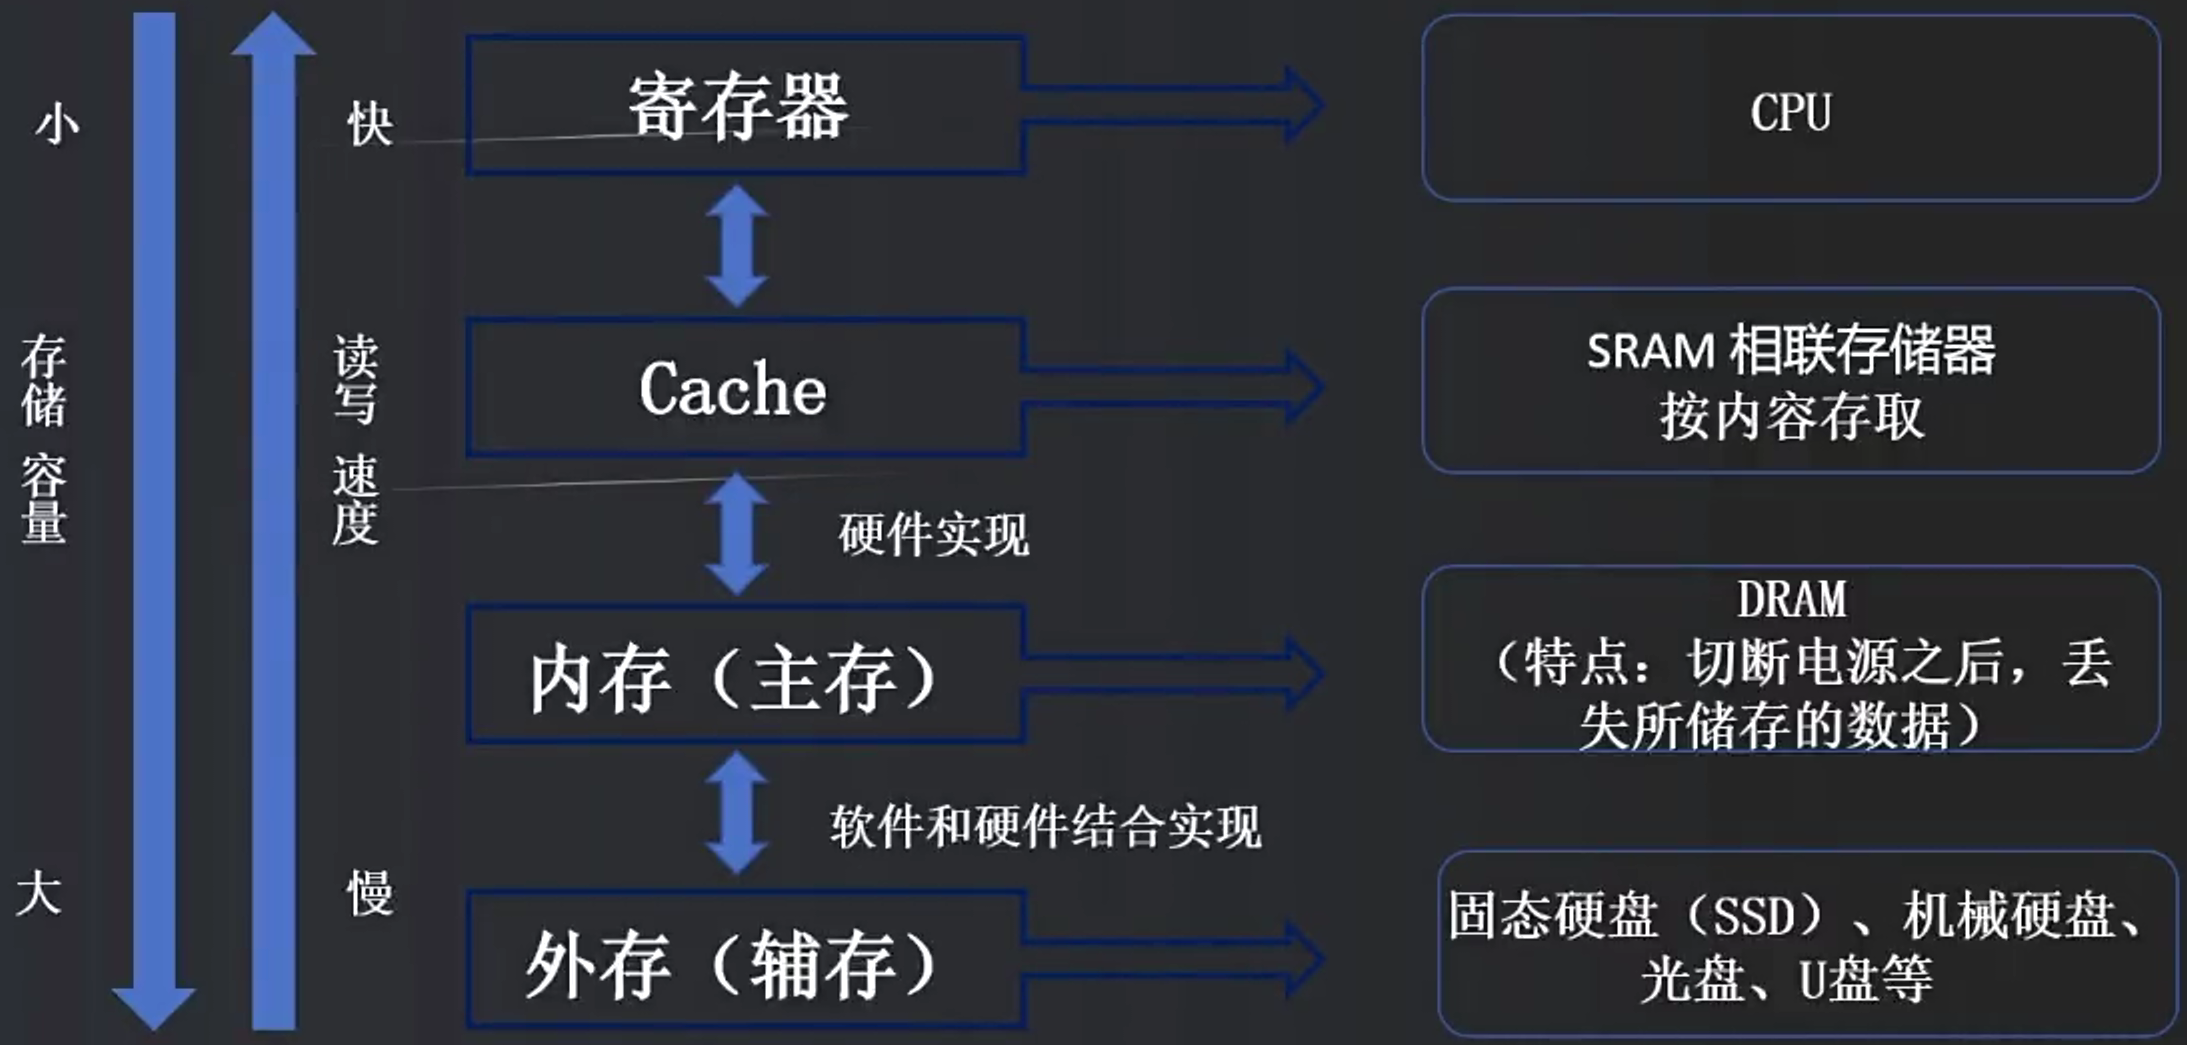 小
快
寄存器
CPU
存储 容量
读写 速度
Cache
SRAM 相联存储器
按内容存取
硬件实现
内存（主存）
DRAM
（特点：切断电源之后，丢
失所储存的数据）
软件和硬件结合实现
大
慢
外存（辅存）
固态硬盘（SSD）、机械硬盘、
光盘、U盘等